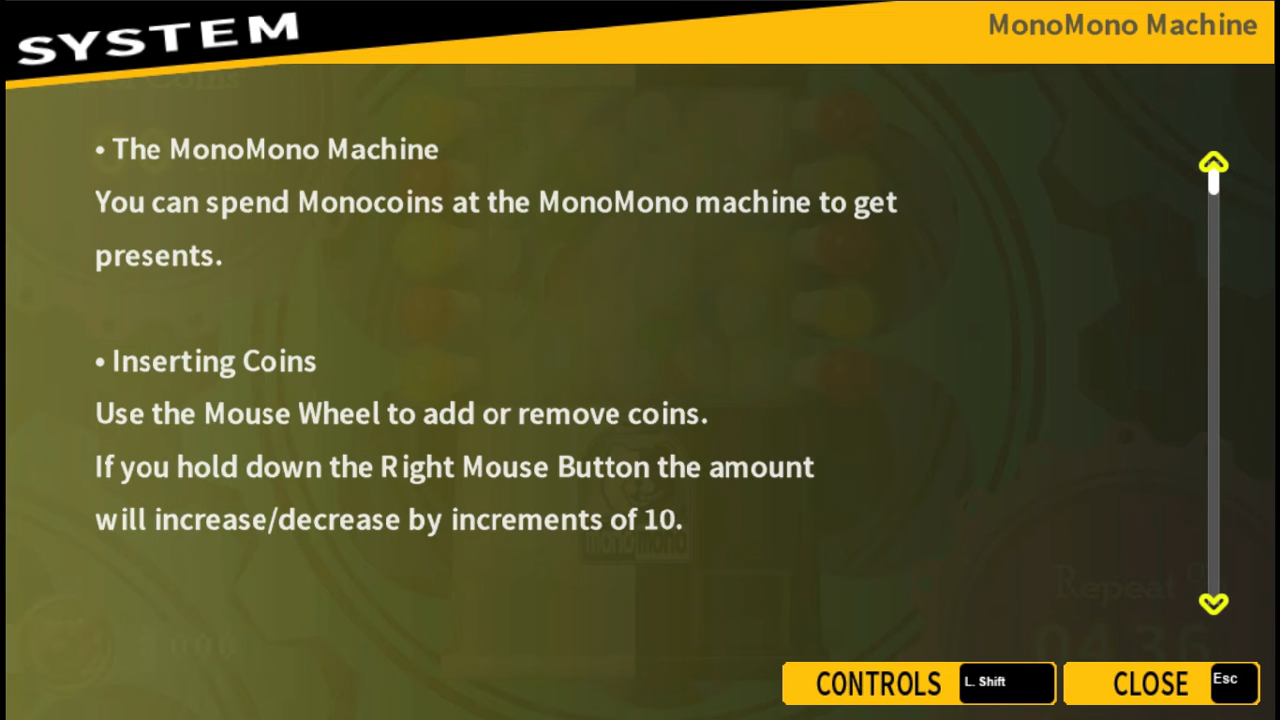 SYSTEM
MonoMono Machine
• The MonoMono Machine
You can spend Monocoins at the MonoMono machine to get
presents.
• Inserting Coins
Use the Mouse Wheel to add or remove coins.
If you hold down the Right Mouse Button the amount
will increase/decrease by increments of 10.
monomono
Repeat
CONTROLS L. Shift
CLOSE Esc